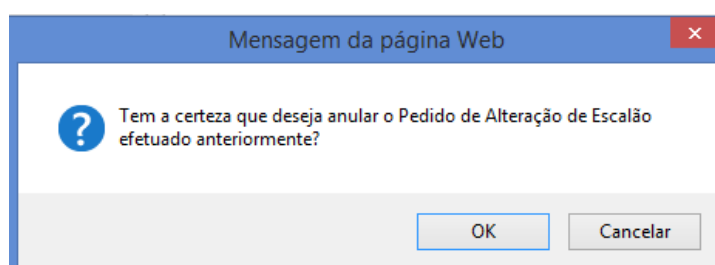 Mensagem da página Web
Tem a certeza que deseja anular o Pedido de Alteração de Escalão
efetuado anteriormente?
OK Cancelar